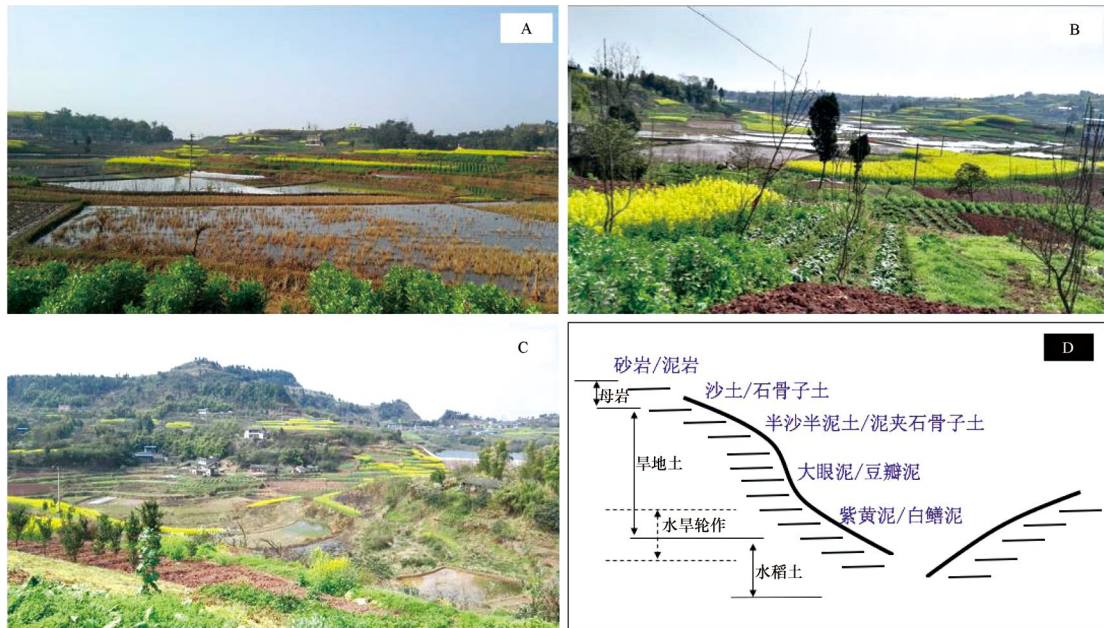 A
B
C
D
砂岩/泥岩
母岩
沙土/石骨子土
半沙半泥土/泥夹石骨子土
旱地土
大眼泥/豆瓣泥
水旱轮作
紫黄泥/白鳝泥
水稻土